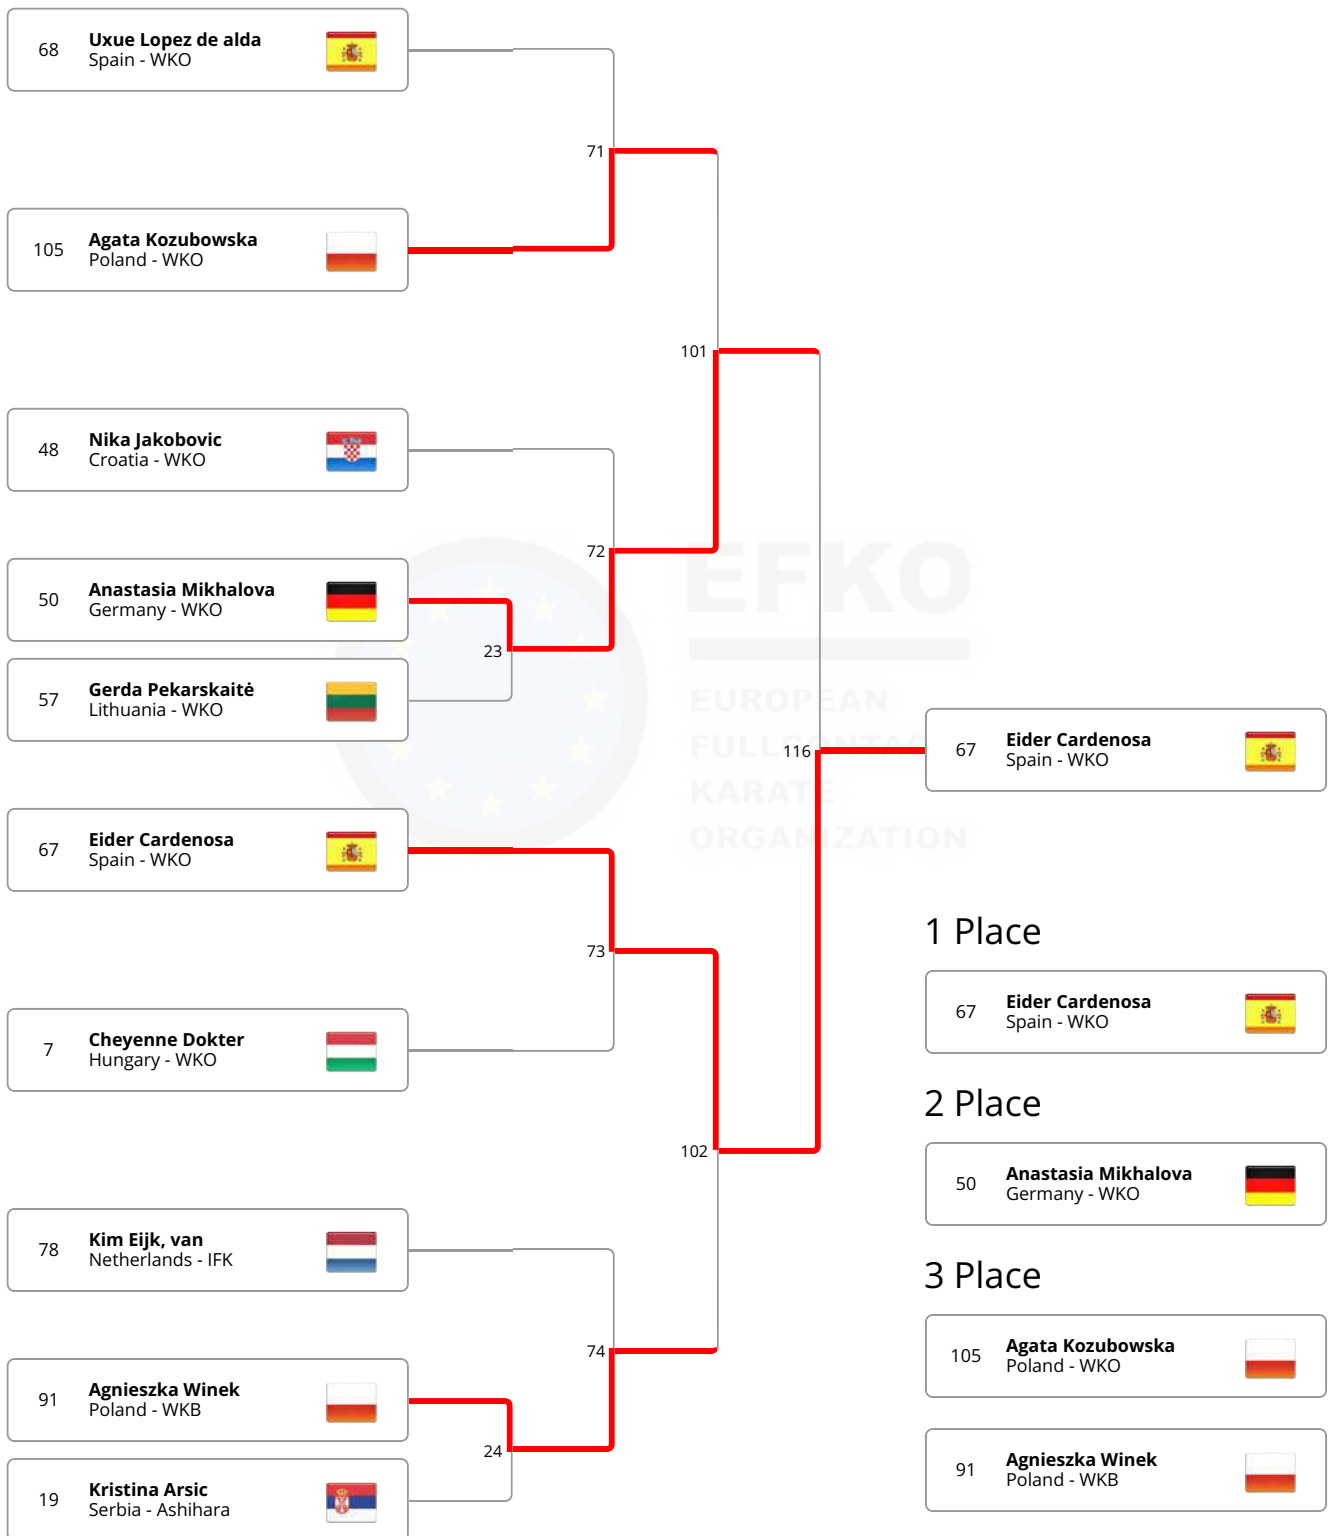 68
Uxue Lopez de alda
Spain - WKO
71
105
Agata Kozubowska
Poland - WKO
101
48
Nika Jakobovic
Croatia - WKO
72
50
Anastasia Mikhalova
Germany - WKO
23
57
Gerda Pekarskaitė
Lithuania - WKO
EFKO
EUROPEAN
FULLCONTACT
KARATE
ORGANIZATION
116
67
Eider Cardenosa
Spain - WKO
67
Eider Cardenosa
Spain - WKO
73
7
Cheyenne Dokter
Hungary - WKO
102
78
Kim Eijk, van
Netherlands - IFK
74
91
Agnieszka Winek
Poland - WKB
24
19
Kristina Arsic
Serbia - Ashihara
1 Place
67
Eider Cardenosa
Spain - WKO
2 Place
50
Anastasia Mikhalova
Germany - WKO
3 Place
105
Agata Kozubowska
Poland - WKO
91
Agnieszka Winek
Poland - WKB